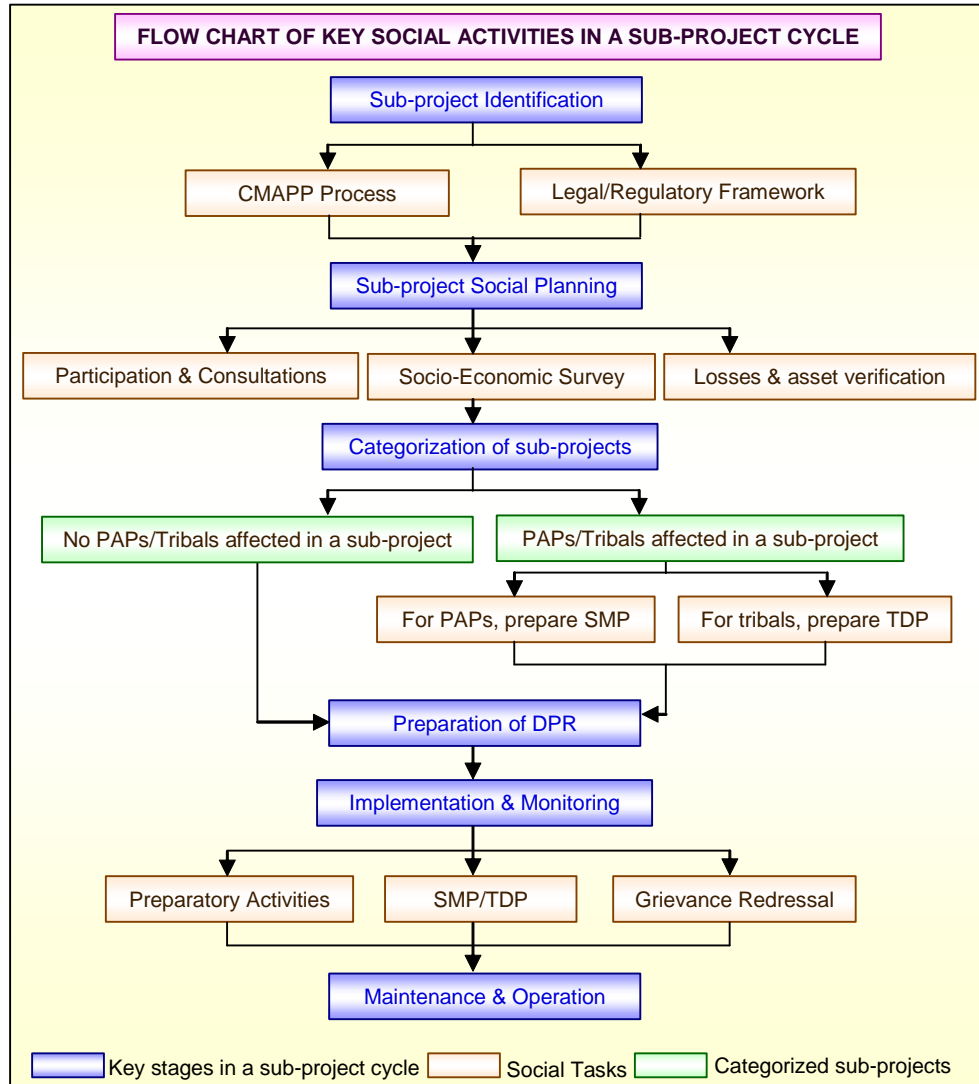 FLOW CHART OF KEY SOCIAL ACTIVITIES IN A SUB-PROJECT CYCLE
Sub-project Identification
CMAPP Process
Legal/Regulatory Framework
Sub-project Social Planning
Participation & Consultations
Socio-Economic Survey
Losses & asset verification
Categorization of sub-projects
No PAPs/Tribals affected in a sub-project
PAPs/Tribals affected in a sub-project
For PAPs, prepare SMP
For tribals, prepare TDP
Preparation of DPR
Implementation & Monitoring
Preparatory Activities
SMP/TDP
Grievance Redressal
Maintenance & Operation
Key stages in a sub-project cycle
Social Tasks
Categorized sub-projects